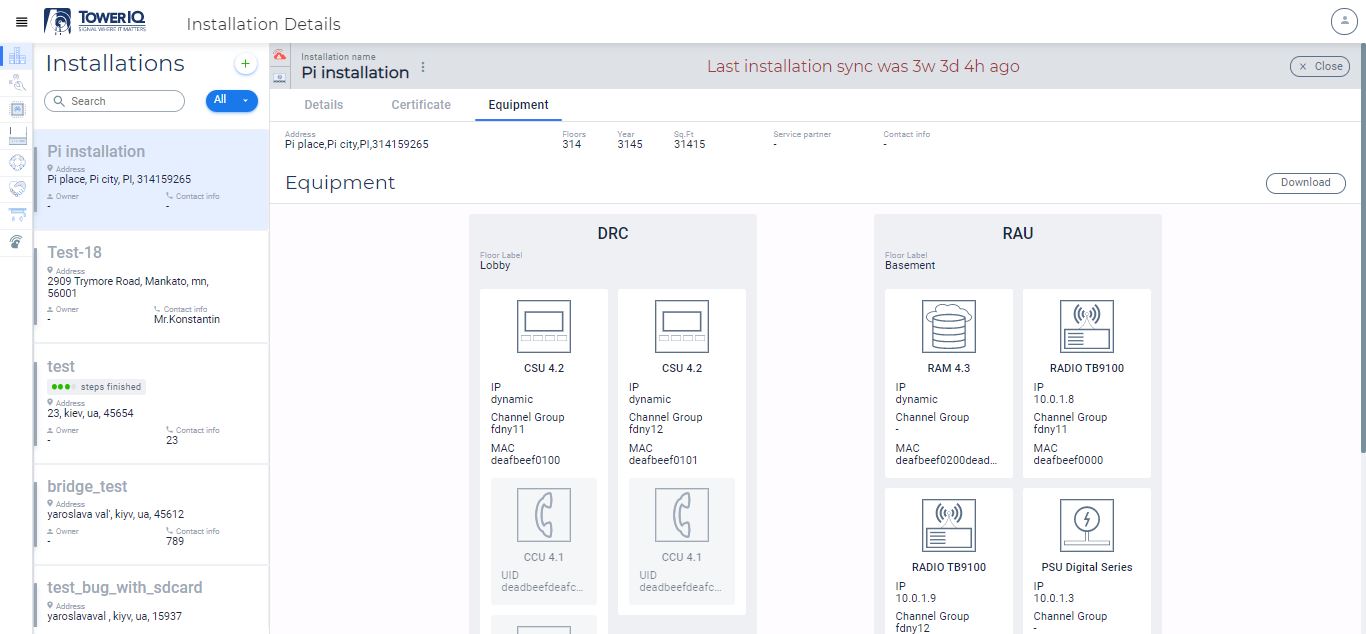 TOWERIQ
SIGNAL WHERE IT MATTERS
Installation Details
Installations
+
Search
All
Pi installation
Address
Pi place, Pi city, PI, 314159265
Owner
Contact info
-
-
Test-18
Address
2909 Trymore Road, Mankato, mn,
56001
Owner
Contact info
-
Mr.Konstantin
test
steps finished
Address
23, kiev, ua, 45654
Owner
Contact info
-
23
bridge_test
Address
yaroslava val', kiyv, ua, 45612
Owner
Contact info
-
789
test_bug_with_sdcard
Address
yaroslavaval , kiyv, ua, 15937
Installation name
Pi installation
Last installation sync was 3w 3d 4h ago
× Close
Details
Certificate
Equipment
Address
Pi place,Pi city,PI,314159265
Floors
314
Year
3145
Sq.Ft
31415
Service partner
-
Contact info
-
Equipment
Download
DRC
Floor Label
Lobby
CSU 4.2
IP
dynamic
Channel Group
fdny11
MAC
deafbeef0100
CCU 4.1
UID
deadbeefdeafc...
CSU 4.2
IP
dynamic
Channel Group
fdny12
MAC
deafbeef0101
CCU 4.1
UID
deadbeefdeafc...
RAU
Floor Label
Basement
RAM 4.3
IP
dynamic
Channel Group
-
MAC
deafbeef0200dead...
RADIO TB9100
IP
10.0.1.8
Channel Group
fdny11
MAC
deafbeef0000
RADIO TB9100
IP
10.0.1.9
Channel Group
fdny12
PSU Digital Series
IP
10.0.1.3
Channel Group
-